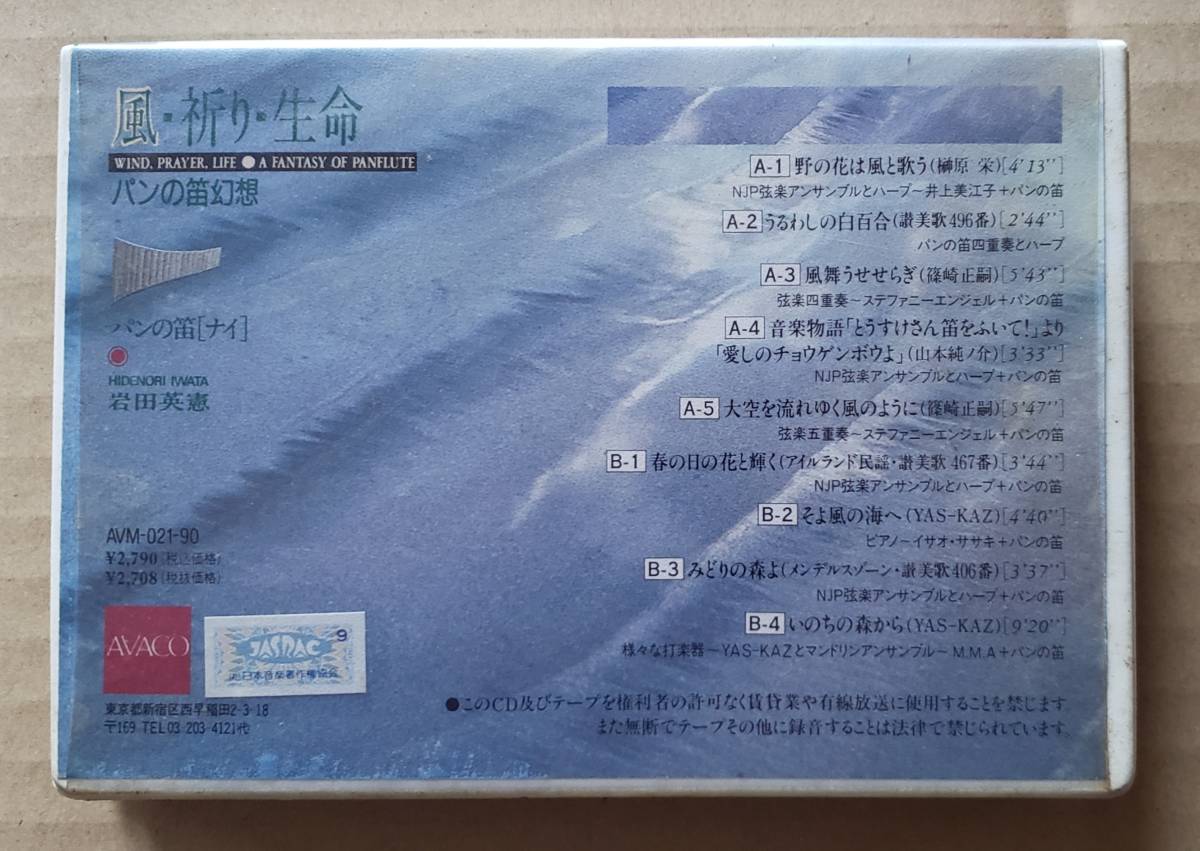 風・祈り・生命
WIND, PRAYER, LIFE ● A FANTASY OF PANFLUTE
パンの笛幻想
パンの笛[ナイ]
HIDENORI IWATA
岩田英憲
AVM-021-90
¥2,790(税込価格)
¥2,708(税抜価格)
AVACO
9
JASRAC
日本音楽著作権協会
東京都新宿区西早稲田2-3-18
〒169 TEL03-203-4121代
A-1 野の花は風と歌う(榊原 栄)[4'13'']
NJP弦楽アンサンブルとハープ~井上美江子+パンの笛
A-2 うるわしの白百合(讃美歌496番)[2'44'']
パンの笛四重奏とハープ
A-3 風舞うせせらぎ(篠崎正嗣)[5'43'']
弦楽四重奏~ステファニーエンジェル+パンの笛
A-4 音楽物語「とうすけさん笛をふいて!」より
「愛しのチョウゲンボウよ」(山本純ノ介)[3'33'']
NJP弦楽アンサンブルとハープ+パンの笛
A-5 大空を流れゆく風のように(篠崎正嗣)[5'47'']
弦楽五重奏~ステファニーエンジェル+パンの笛
B-1 春の日の花と輝く(アイルランド民謡・讃美歌467番)[3'44'']
NJP弦楽アンサンブルとハープ+パンの笛
B-2 そよ風の海へ(YAS-KAZ)[4'40'']
ピアノ~イサオ・ササキ+パンの笛
B-3 みどりの森よ(メンデルスゾーン・讃美歌406番)[3'37'']
NJP弦楽アンサンブルとハープ+パンの笛
B-4 いのちの森から(YAS-KAZ)[9'20'']
様々な打楽器~YAS-KAZとマンドリンアンサンブル~M.M.A+パンの笛
●このCD及びテープを権利者の許可なく賃貸業や有線放送に使用することを禁じます
また無断でテープその他に録音することは法律で禁じられています。